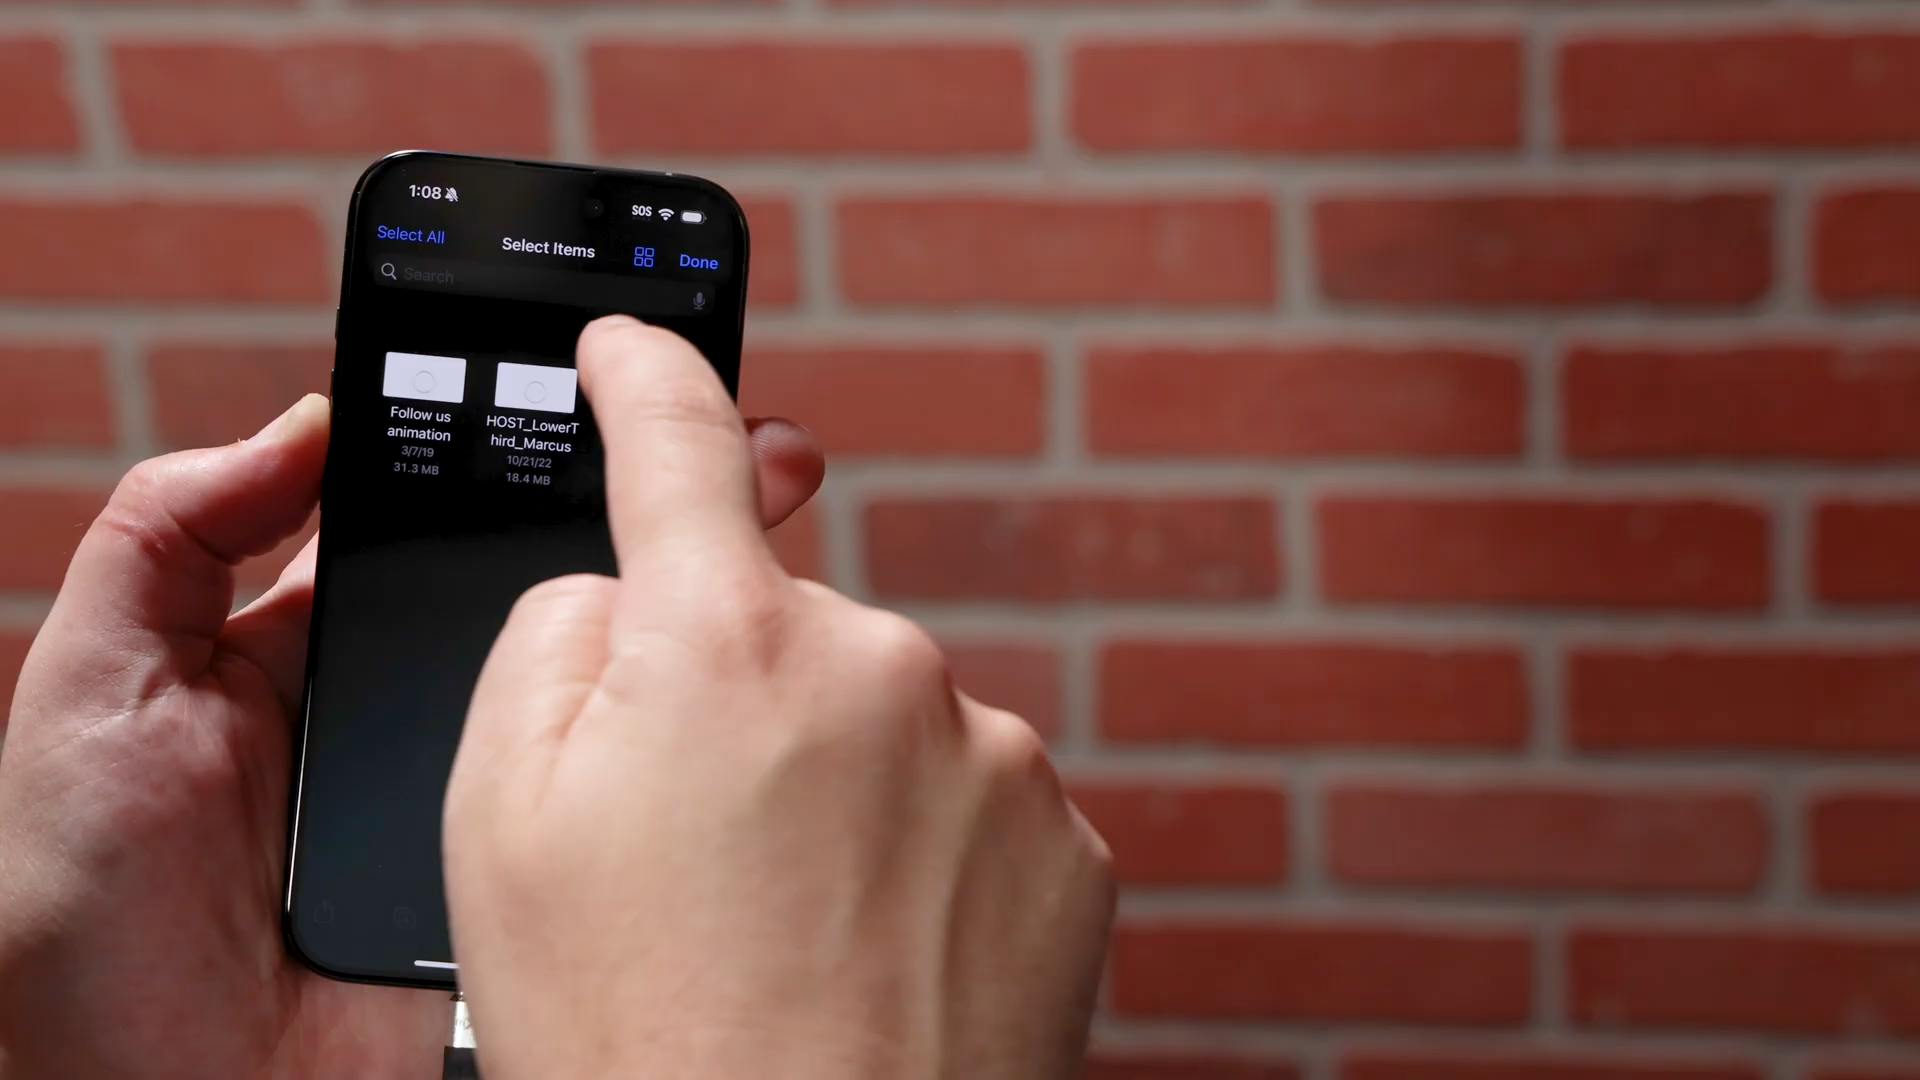 1:08
SOS
Select All
Select Items
Done
Search
Follow us
animation
3/7/19
31.3 MB
HOST_LowerT
hird_Marcus
10/21/22
18.4 MB